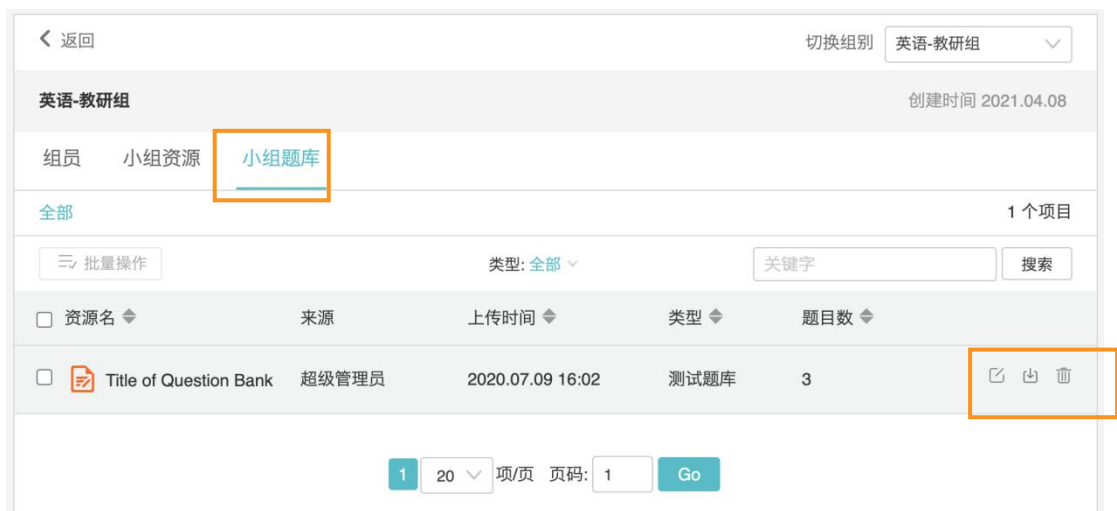 返回 切换组别 英语-教研组
英语-教研组 创建时间 2021.04.08
组员 小组资源 小组题库
全部 1 个项目
批量操作 类型: 全部 关键字 搜索
资源名 来源 上传时间 类型 题目数
Title of Question Bank 超级管理员 2020.07.09 16:02 测试题库 3
1 20 项/页 页码: 1 Go